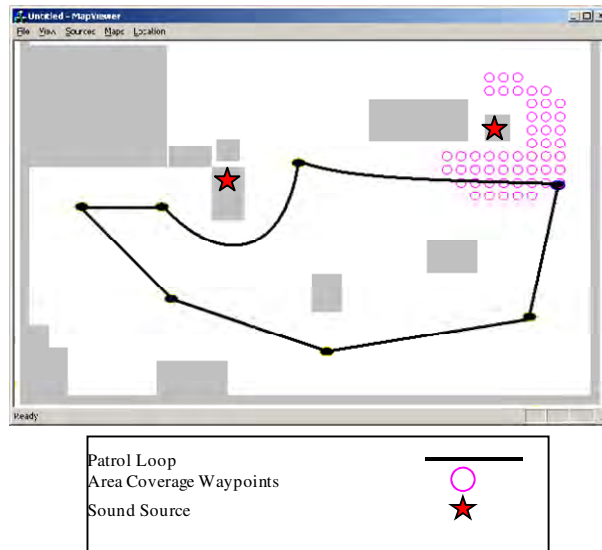 Untitled - MapViewer
File View Sources Maps Location
Ready
Patrol Loop
Area Coverage Waypoints
Sound Source